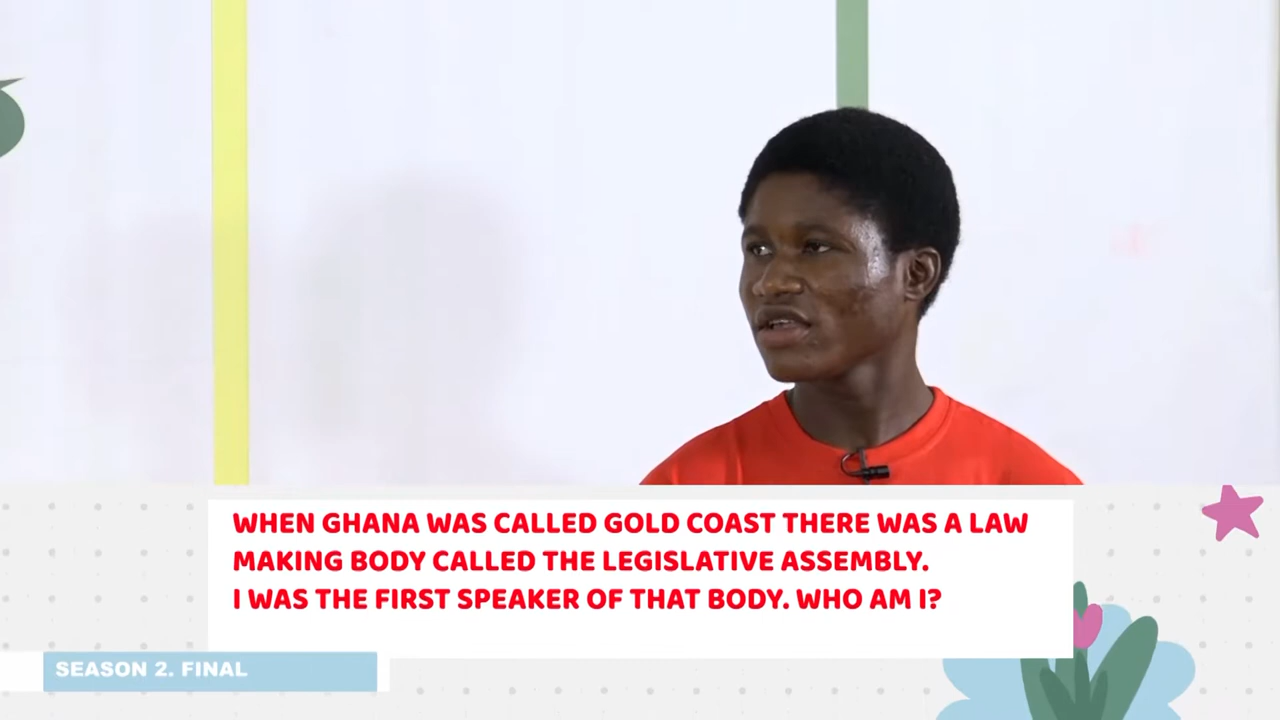 WHEN GHANA WAS CALLED GOLD COAST THERE WAS A LAW
MAKING BODY CALLED THE LEGISLATIVE ASSEMBLY.
I WAS THE FIRST SPEAKER OF THAT BODY. WHO AM I?
SEASON 2. FINAL